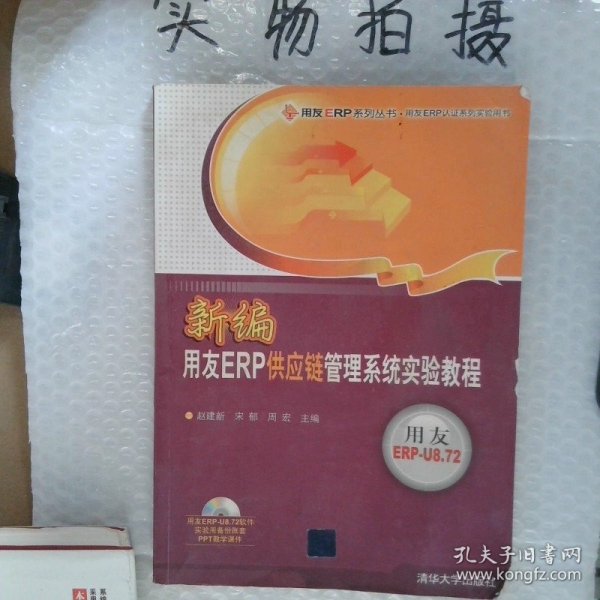 实物拍摄
用友ERP系列丛书·用友ERP认证系列实验用书
新编
用友ERP供应链管理系统实验教程
赵建新 宋郁 周宏 主编
用友
ERP-U8.72
用友ERP-U8.72软件
实验用备份账套
PPT教学课件
清华大学出版社
孔夫子旧书网
www.kongfz.com